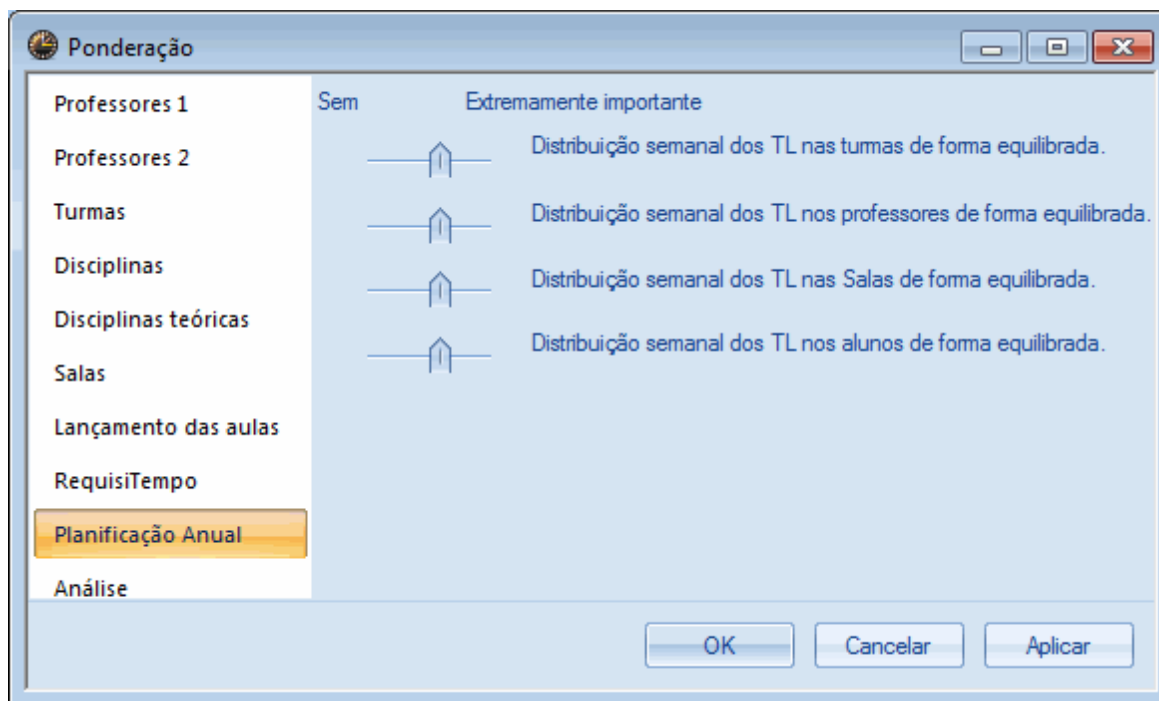 Ponderação
Professores 1
Professores 2
Turmas
Disciplinas
Disciplinas teóricas
Salas
Lançamento das aulas
RequisiTempo
Planificação Anual
Análise
Sem Extremamente importante
Distribuição semanal dos TL nas turmas de forma equilibrada.
Distribuição semanal dos TL nos professores de forma equilibrada.
Distribuição semanal dos TL nas Salas de forma equilibrada.
Distribuição semanal dos TL nos alunos de forma equilibrada.
OK Cancelar Aplicar